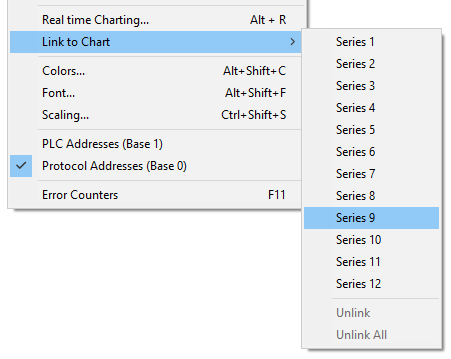 Real time Charting... Alt + R
Link to Chart
Colors... Alt+Shift+C
Font... Alt+Shift+F
Scaling... Ctrl+Shift+S
PLC Addresses (Base 1)
Protocol Addresses (Base 0)
Error Counters F11
Series 1
Series 2
Series 3
Series 4
Series 5
Series 6
Series 7
Series 8
Series 9
Series 10
Series 11
Series 12
Unlink
Unlink All